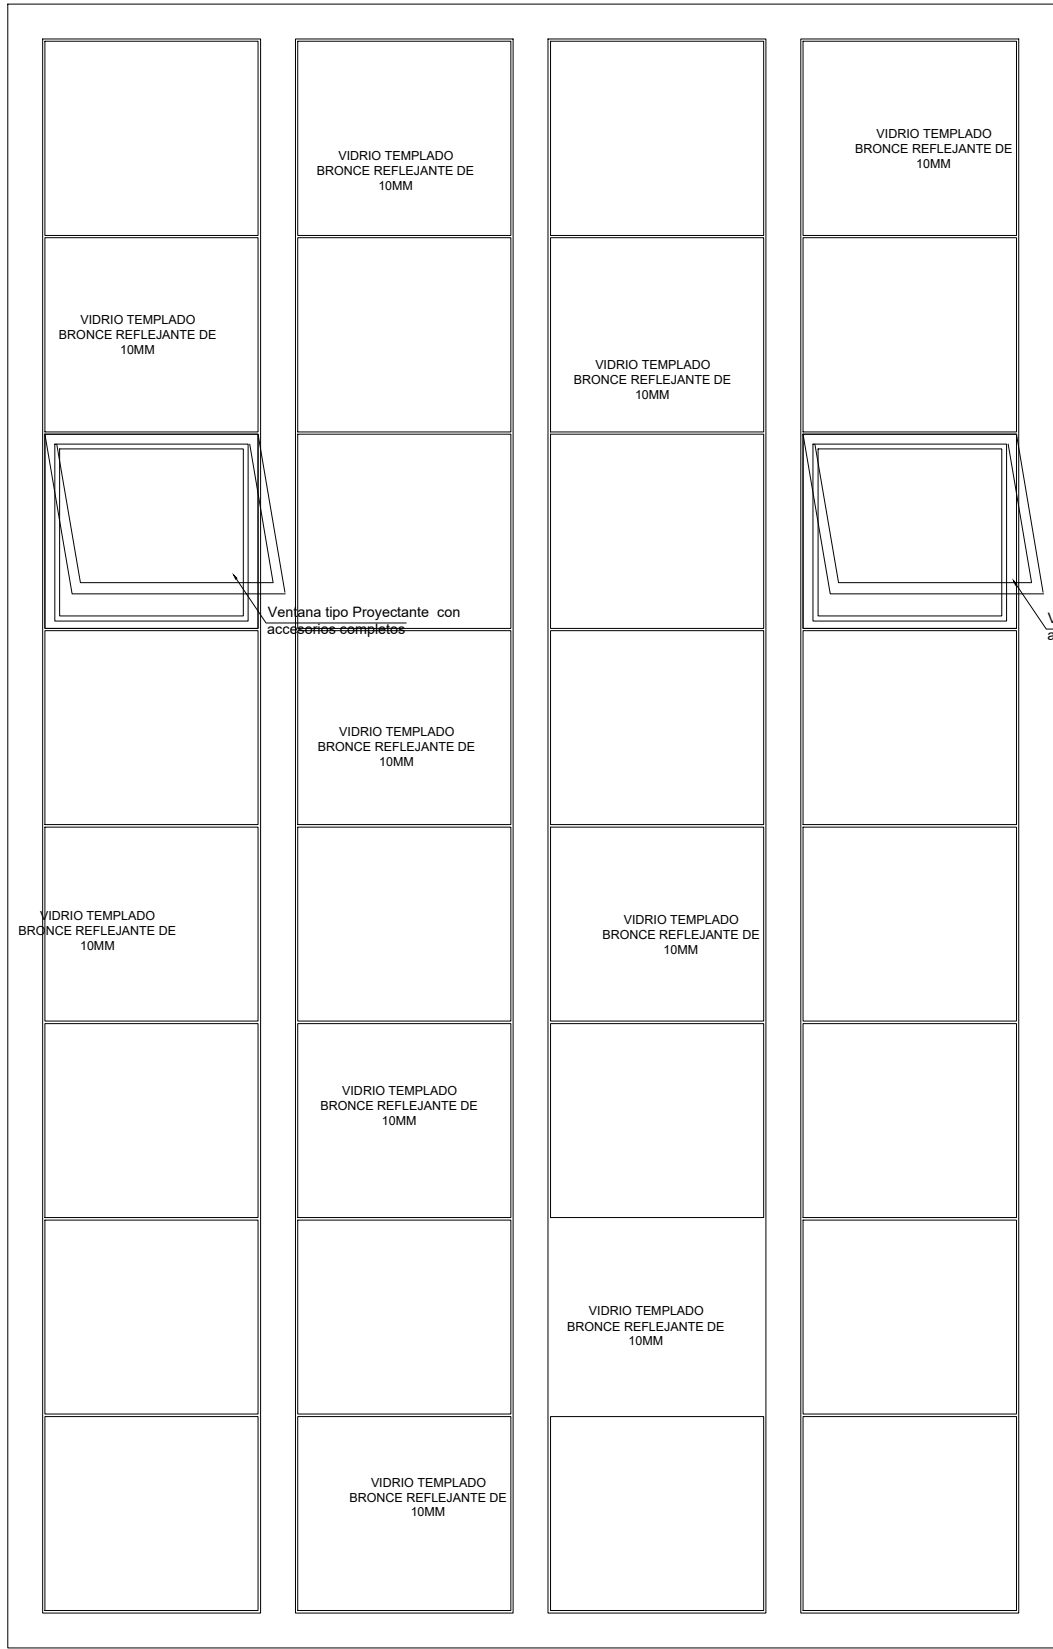 VIDRIO TEMPLADO
BRONCE REFLEJANTE DE
10MM
VIDRIO TEMPLADO
BRONCE REFLEJANTE DE
10MM
VIDRIO TEMPLADO
BRONCE REFLEJANTE DE
10MM
VIDRIO TEMPLADO
BRONCE REFLEJANTE DE
10MM
Ventana tipo Proyectante con
accesorios completos
VIDRIO TEMPLADO
BRONCE REFLEJANTE DE
10MM
VIDRIO TEMPLADO
BRONCE REFLEJANTE DE
10MM
VIDRIO TEMPLADO
BRONCE REFLEJANTE DE
10MM
VIDRIO TEMPLADO
BRONCE REFLEJANTE DE
10MM
VIDRIO TEMPLADO
BRONCE REFLEJANTE DE
10MM
VIDRIO TEMPLADO
BRONCE REFLEJANTE DE
10MM